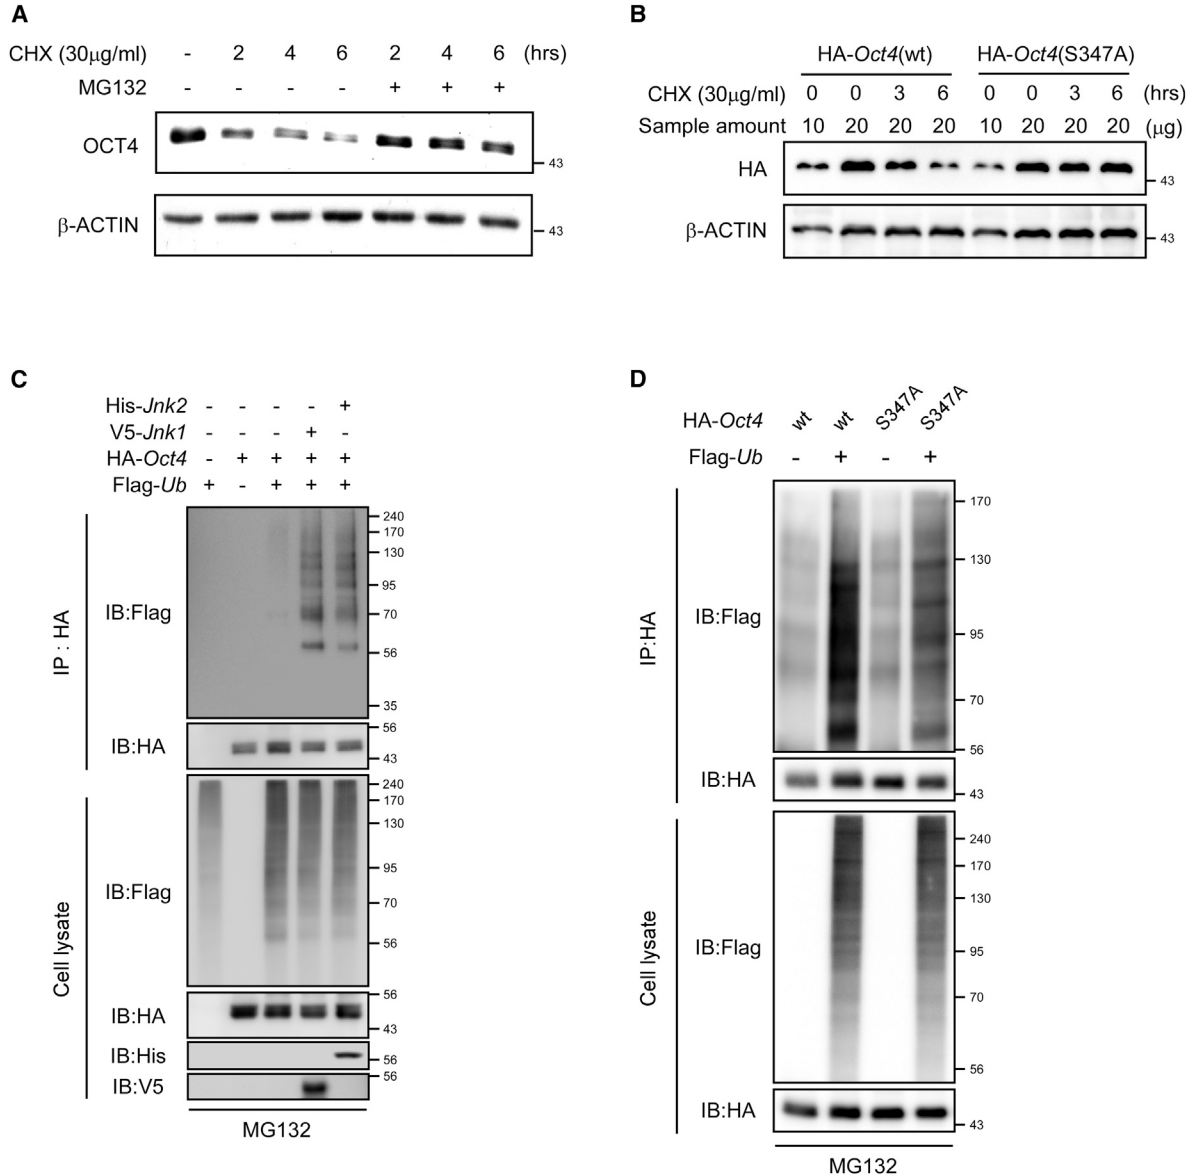 A
CHX (30μg/ml) - 2 4 6 2 4 6 (hrs)
MG132 - - - - + + +
OCT4
43
β-ACTIN
43
B
HA-Oct4(wt) HA-Oct4(S347A)
CHX (30μg/ml) 0 0 3 6 0 0 3 6 (hrs)
Sample amount 10 20 20 20 10 20 20 20 (μg)
HA
43
β-ACTIN
43
C
His-Jnk2 - - - - +
V5-Jnk1 - - - + -
HA-Oct4 - + + + +
Flag-Ub + - + + +
IP : HA
IB:Flag
240
170
130
95
70
56
35
IB:HA
56
43
Cell lysate
IB:Flag
240
170
130
95
70
56
IB:HA
56
43
IB:His
56
IB:V5
56
MG132
D
HA-Oct4 wt wt S347A S347A
Flag-Ub - + - +
IP:HA
IB:Flag
170
130
95
70
56
IB:HA
43
Cell lysate
IB:Flag
240
170
130
95
70
56
IB:HA
43
MG132